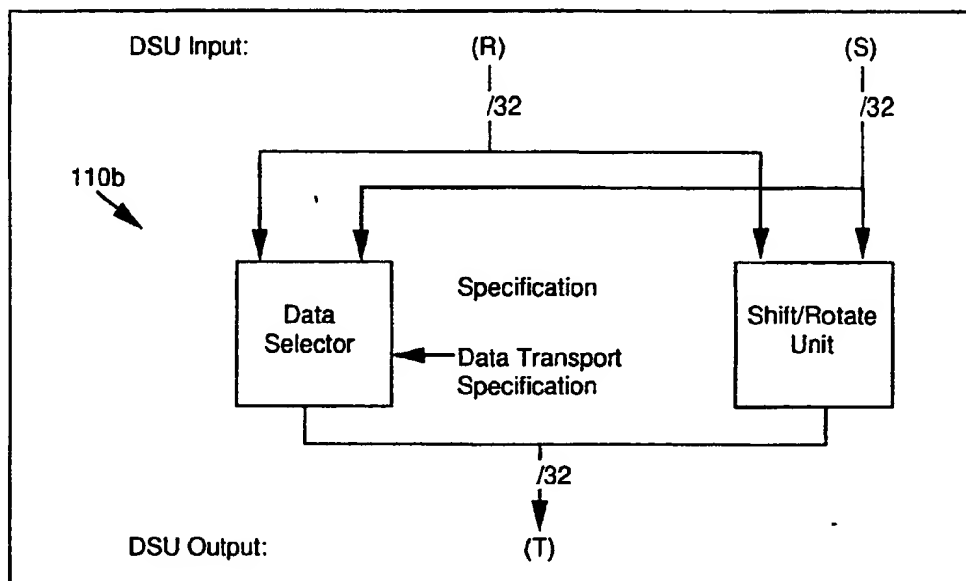 DSU Input: (R) (S)
/32 /32
110b
Specification
Data
Selector
Shift/Rotate
Unit
Data Transport
Specification
/32
DSU Output: (T)